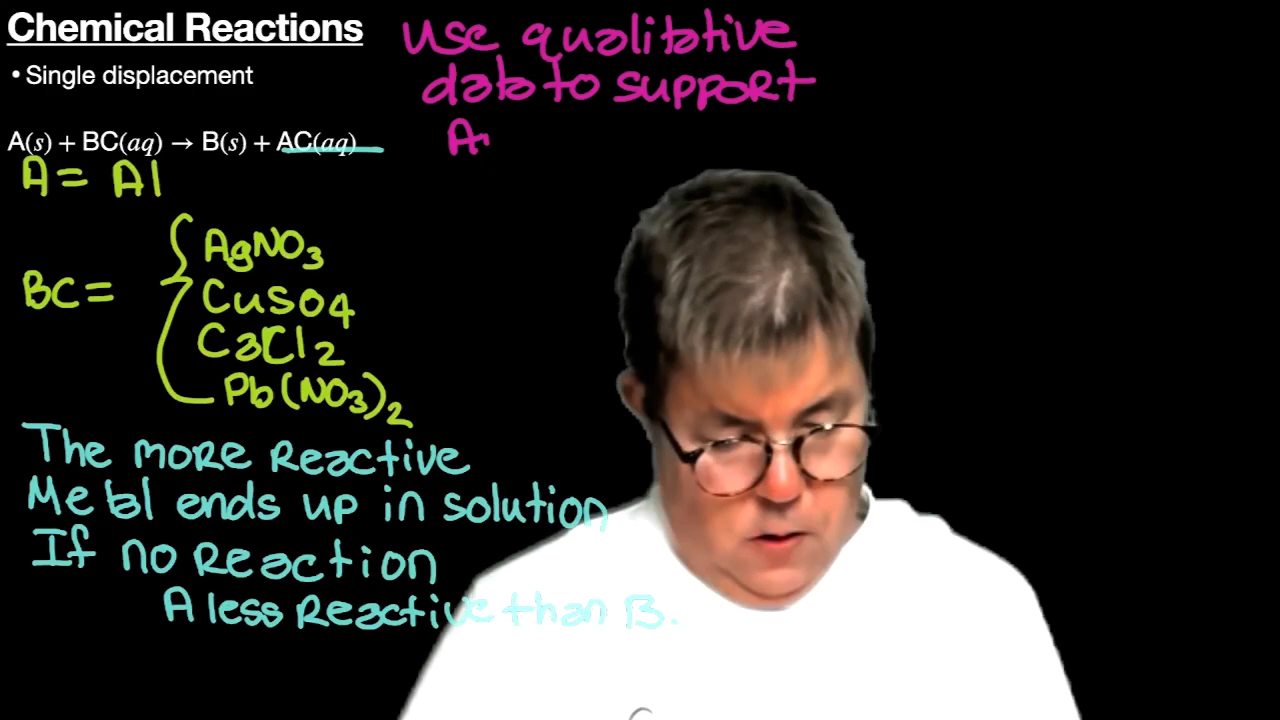 Chemical Reactions
• Single displacement
A(s) + BC(aq) → B(s) + AC(aq)
A = Al
BC =
AgNO3
CuSO4
CaCl2
Pb(NO3)2
The more Reactive
Metal ends up in solution
If no Reaction
A less Reactive than B.
Use qualitative
data to support